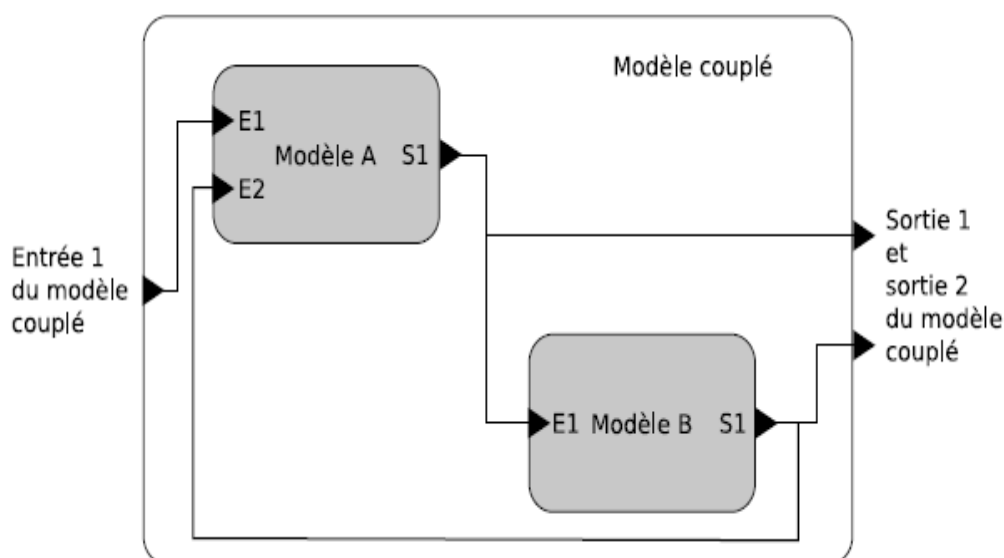 Modèle couplé
E1
Modèle A S1
E2
Entrée 1
du modèle
couplé
Sortie 1
et
sortie 2
du modèle
couplé
E1 Modèle B S1